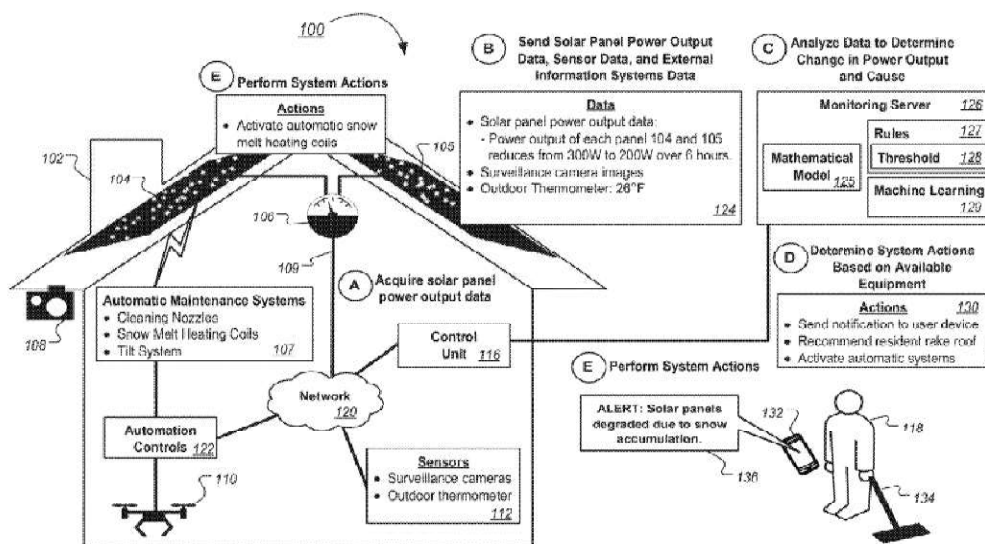 100
E Perform System Actions
Actions
• Activate automatic snow
melt heating coils
102
104
105
106
109
108
B Send Solar Panel Power Output
Data, Sensor Data, and External
Information Systems Data
Data
• Solar panel power output data:
- Power output of each panel 104 and 105
reduces from 300W to 200W over 6 hours.
• Surveillance camera images
• Outdoor Thermometer: 26°F
124
C Analyze Data to Determine
Change in Power Output
and Cause
Monitoring Server 126
Rules 127
Threshold 128
Mathematical
Model
125
Machine Learning
129
A Acquire solar panel
power output data
Automatic Maintenance Systems
• Cleaning Nozzles
• Snow Melt Heating Coils
• Tilt System 107
Control
Unit 116
Network
120
Automation
Controls
122
110
Sensors
• Surveillance cameras
• Outdoor thermometer
112
D Determine System Actions
Based on Available
Equipment
Actions 130
• Send notification to user device
• Recommend resident rake roof
• Activate automatic systems
E Perform System Actions
ALERT: Solar panels
degraded due to snow
accumulation.
136
132
118
134